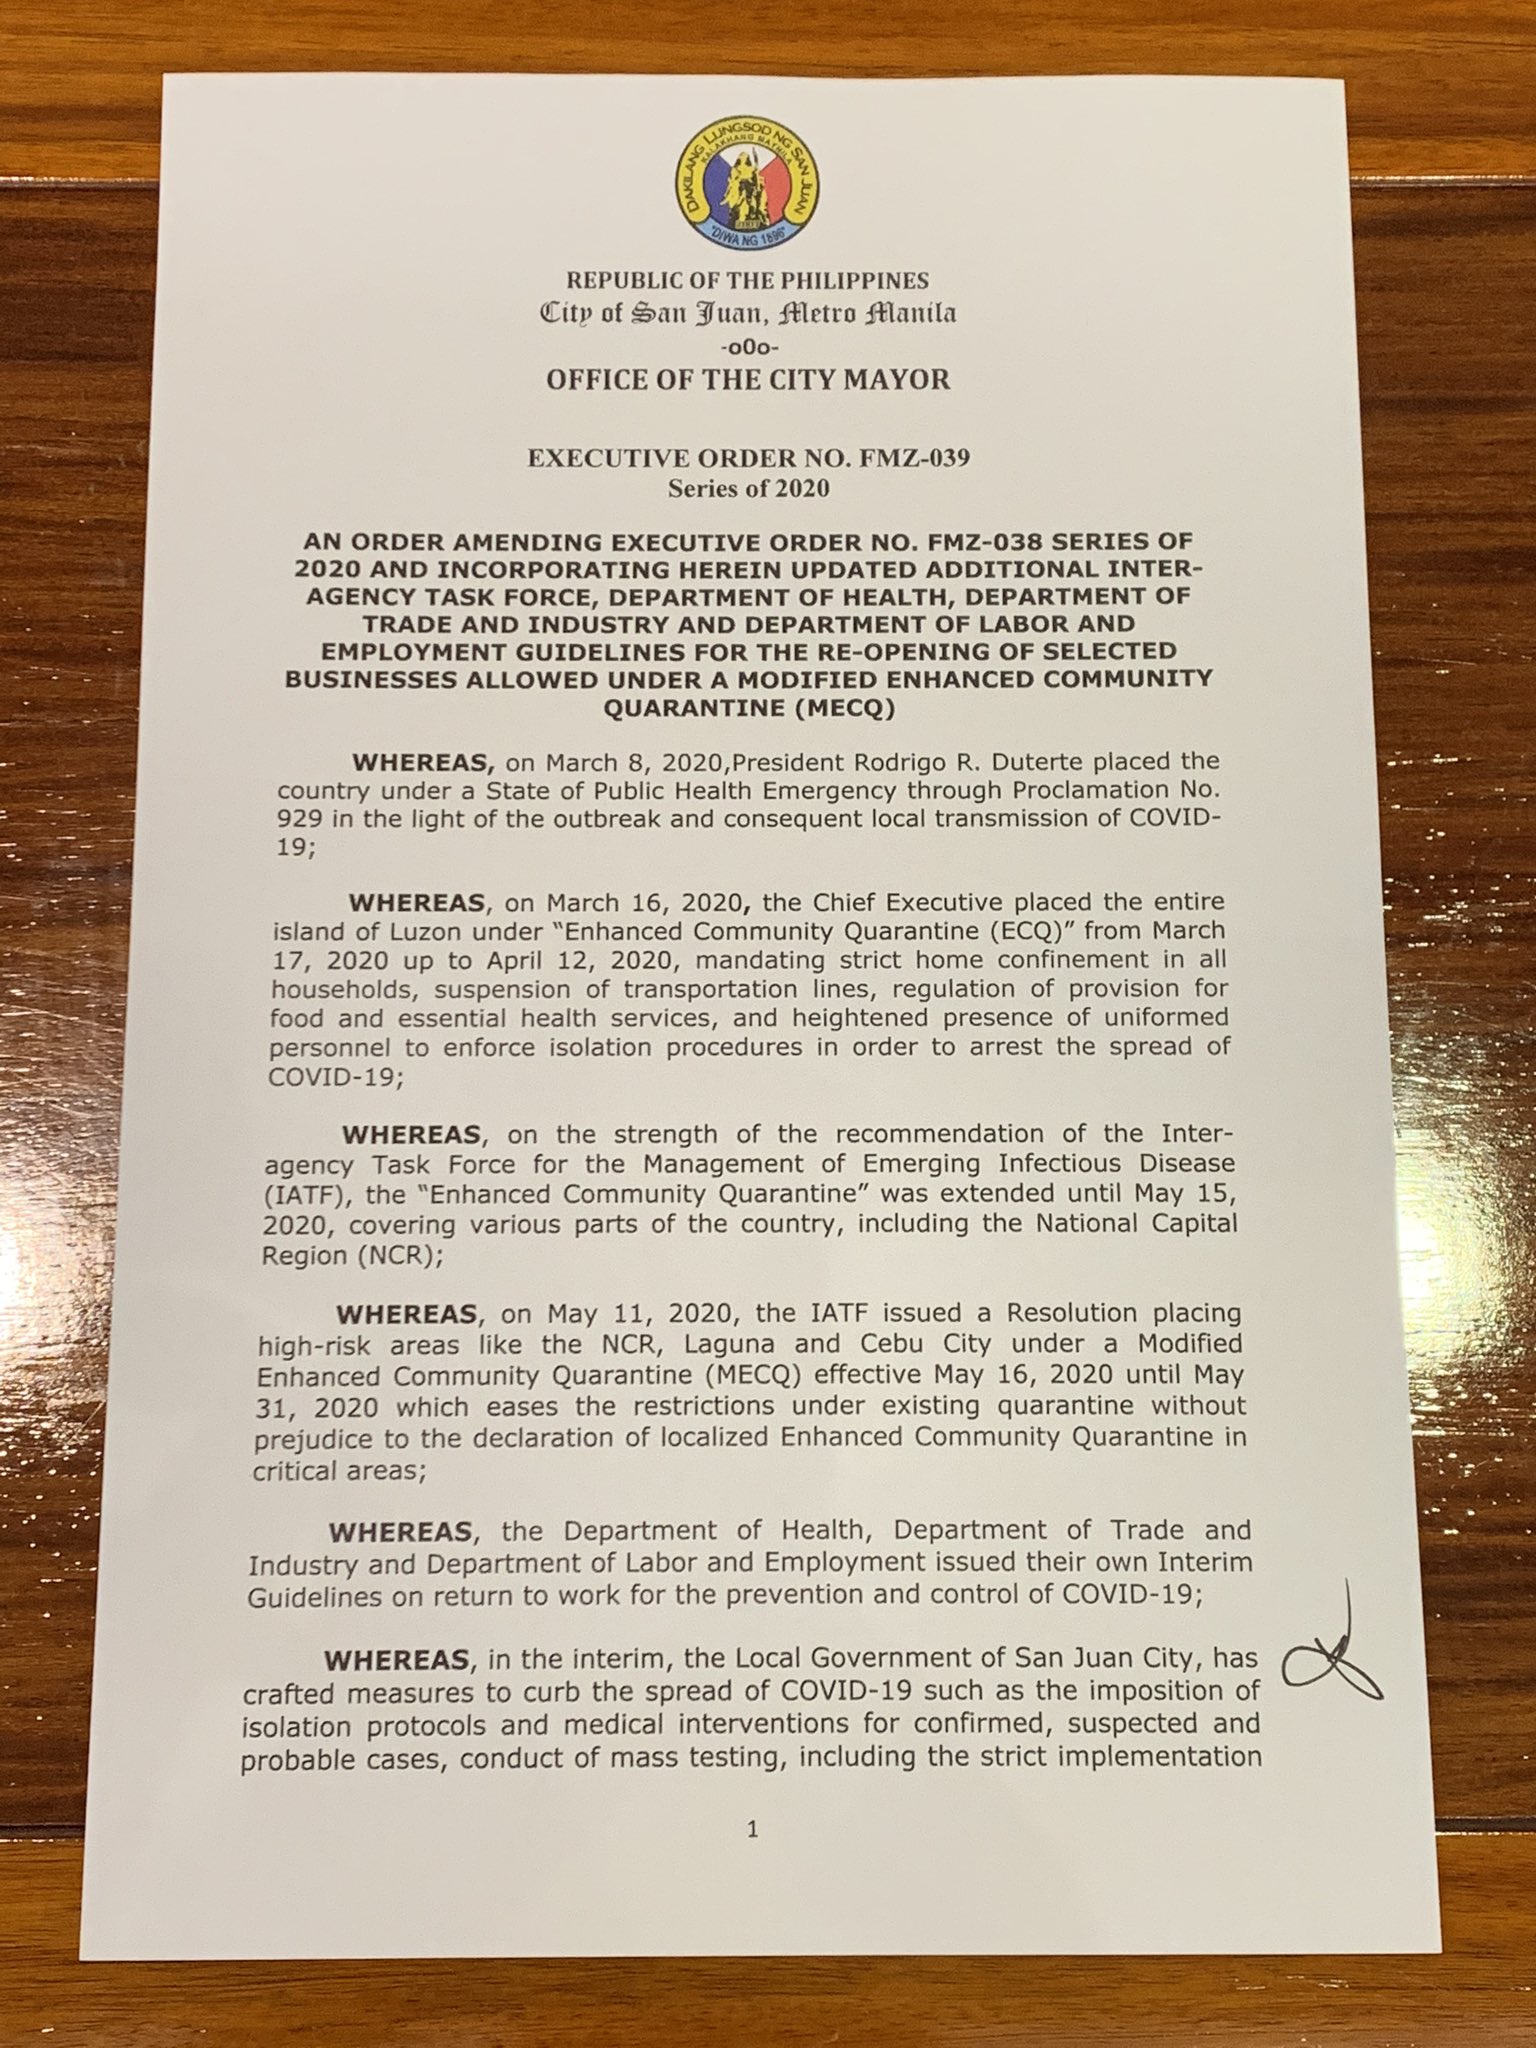 DAKILANG LUNGSOD NG SAN JUAN
KALAKHANG MAYNILA
"DIWA NG 1896"
REPUBLIC OF THE PHILIPPINES
City of San Juan, Metro Manila
-o0o-
OFFICE OF THE CITY MAYOR
EXECUTIVE ORDER NO. FMZ-039
Series of 2020
AN ORDER AMENDING EXECUTIVE ORDER NO. FMZ-038 SERIES OF
2020 AND INCORPORATING HEREIN UPDATED ADDITIONAL INTER-
AGENCY TASK FORCE, DEPARTMENT OF HEALTH, DEPARTMENT OF
TRADE AND INDUSTRY AND DEPARTMENT OF LABOR AND
EMPLOYMENT GUIDELINES FOR THE RE-OPENING OF SELECTED
BUSINESSES ALLOWED UNDER A MODIFIED ENHANCED COMMUNITY
QUARANTINE (MECQ)
WHEREAS, on March 8, 2020,President Rodrigo R. Duterte placed the
country under a State of Public Health Emergency through Proclamation No.
929 in the light of the outbreak and consequent local transmission of COVID-
19;
WHEREAS, on March 16, 2020, the Chief Executive placed the entire
island of Luzon under “Enhanced Community Quarantine (ECQ)” from March
17, 2020 up to April 12, 2020, mandating strict home confinement in all
households, suspension of transportation lines, regulation of provision for
food and essential health services, and heightened presence of uniformed
personnel to enforce isolation procedures in order to arrest the spread of
COVID-19;
WHEREAS, on the strength of the recommendation of the Inter-
agency Task Force for the Management of Emerging Infectious Disease
(IATF), the “Enhanced Community Quarantine” was extended until May 15,
2020, covering various parts of the country, including the National Capital
Region (NCR);
WHEREAS, on May 11, 2020, the IATF issued a Resolution placing
high-risk areas like the NCR, Laguna and Cebu City under a Modified
Enhanced Community Quarantine (MECQ) effective May 16, 2020 until May
31, 2020 which eases the restrictions under existing quarantine without
prejudice to the declaration of localized Enhanced Community Quarantine in
critical areas;
WHEREAS, the Department of Health, Department of Trade and
Industry and Department of Labor and Employment issued their own Interim
Guidelines on return to work for the prevention and control of COVID-19;
WHEREAS, in the interim, the Local Government of San Juan City, has
crafted measures to curb the spread of COVID-19 such as the imposition of
isolation protocols and medical interventions for confirmed, suspected and
probable cases, conduct of mass testing, including the strict implementation
1